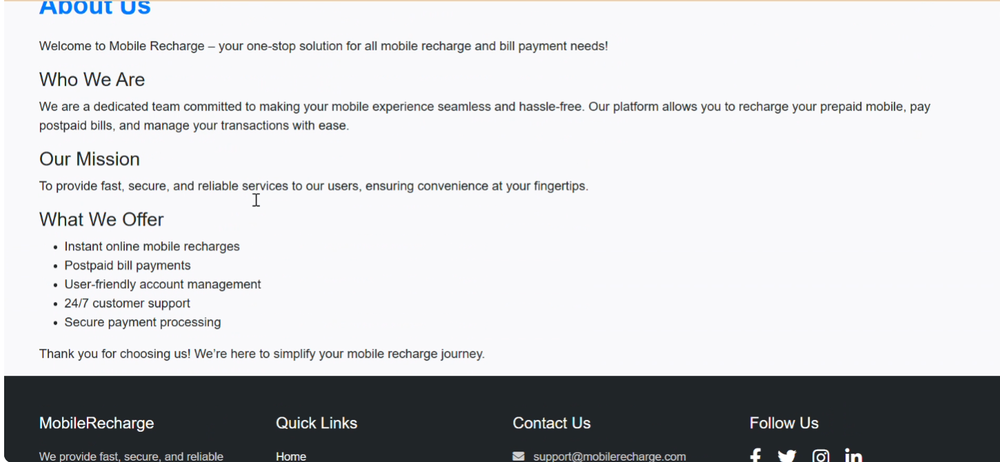 About Us
Welcome to Mobile Recharge – your one-stop solution for all mobile recharge and bill payment needs!
Who We Are
We are a dedicated team committed to making your mobile experience seamless and hassle-free. Our platform allows you to recharge your prepaid mobile, pay
postpaid bills, and manage your transactions with ease.
Our Mission
To provide fast, secure, and reliable services to our users, ensuring convenience at your fingertips.
What We Offer
• Instant online mobile recharges
• Postpaid bill payments
• User-friendly account management
• 24/7 customer support
• Secure payment processing
Thank you for choosing us! We’re here to simplify your mobile recharge journey.
MobileRecharge
We provide fast, secure, and reliable
Quick Links
Home
Contact Us
support@mobilerecharge.com
Follow Us